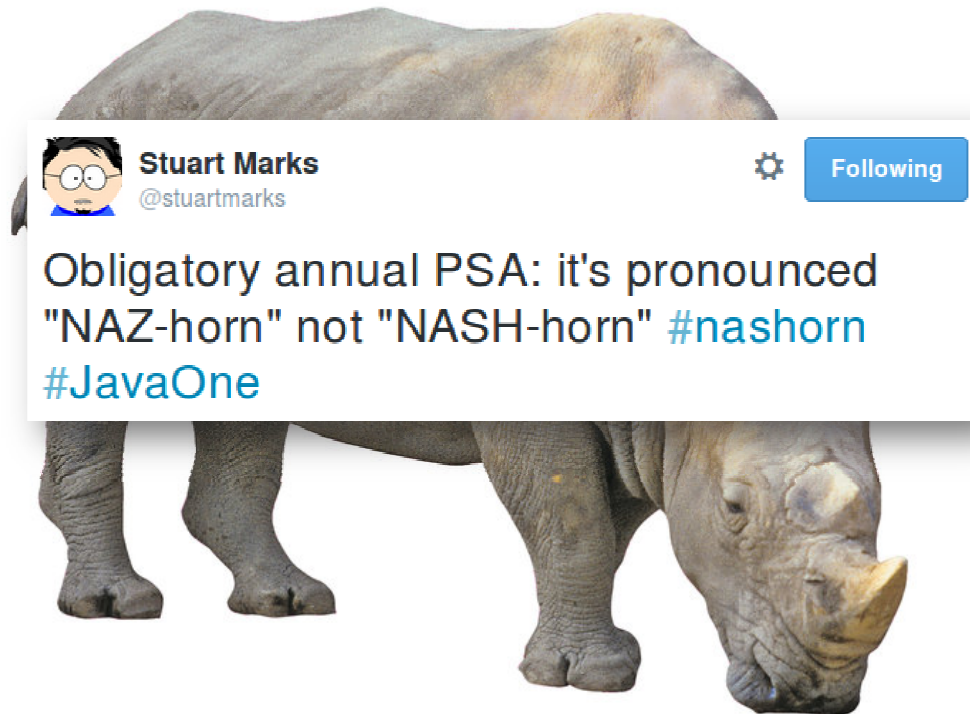 Stuart Marks
@stuartmarks
Following
Obligatory annual PSA: it's pronounced
"NAZ-horn" not "NASH-horn" #nashorn
#JavaOne